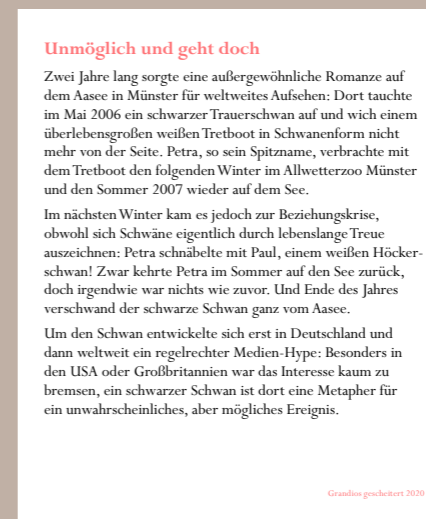 Unmöglich und geht doch
Zwei Jahre lang sorgte eine außergewöhnliche Romanze auf
dem Aasee in Münster für weltweites Aufsehen: Dort tauchte
im Mai 2006 ein schwarzer Trauerschwan auf und wich einem
überlebensgroßen weißen Tretboot in Schwanenform nicht
mehr von der Seite. Petra, so sein Spitzname, verbrachte mit
dem Tretboot den folgenden Winter im Allwetterzoo Münster
und den Sommer 2007 wieder auf dem See.
Im nächsten Winter kam es jedoch zur Beziehungskrise,
obwohl sich Schwäne eigentlich durch lebenslange Treue
auszeichnen: Petra schnäbelte mit Paul, einem weißen Höcker-
schwan! Zwar kehrte Petra im Sommer auf den See zurück,
doch irgendwie war nichts wie zuvor. Und Ende des Jahres
verschwand der schwarze Schwan ganz vom Aasee.
Um den Schwan entwickelte sich erst in Deutschland und
dann weltweit ein regelrechter Medien-Hype: Besonders in
den USA oder Großbritannien war das Interesse kaum zu
bremsen, ein schwarzer Schwan ist dort eine Metapher für
ein unwahrscheinliches, aber mögliches Ereignis.
Grandios gescheitert 2020